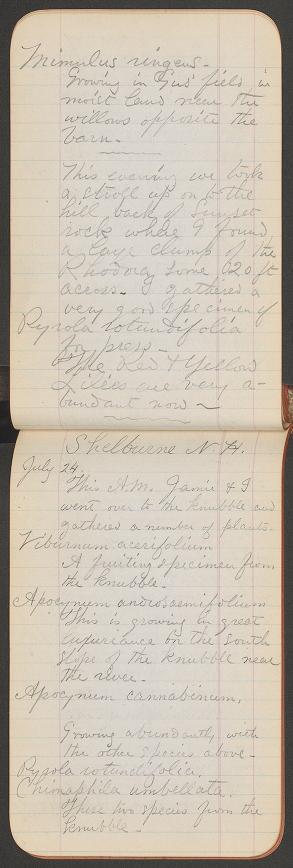 Mimulus ringens -
Growing in Gus' field in
moist land near the
willows opposite the
barn.
This evening we took
a stroll up on to the
hill back of Sunset
rock where I found
a large clump of the
Rhodora some 20 ft
across - I gathered a
very good specimen of
Pyrola rotundifolia
for press -
The Red & Yellow
Lilies are very a-
bundant now -
Shelburne N. H.
July 24.
This A.M. Jamie & I
went over to the knubble and
gathered a number of plants -
Viburnum acerifolium
A fruiting specimen from
the knubble -
Apocynum androsaemifolium
This is growing in great
luxuriance on the south
slope of the knubble near
the river -
Apocynum cannabinum,
Growing abundantly with
the other species above -
Pyrola rotundifolia.
Chimaphila umbellata.
These two species from the
knubble -